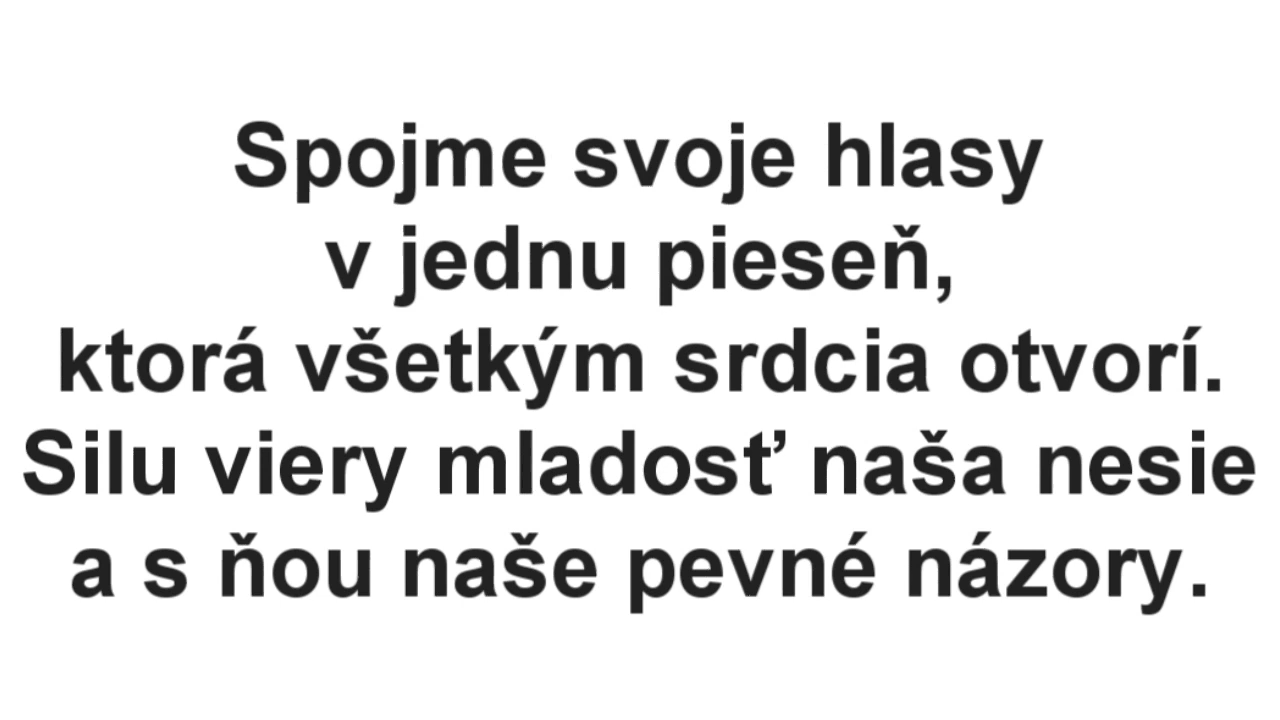 Spojme svoje hlasy
v jednu pieseň,
ktorá všetkým srdcia otvorí.
Silu viery mladosť naša nesie
a s ňou naše pevné názory.